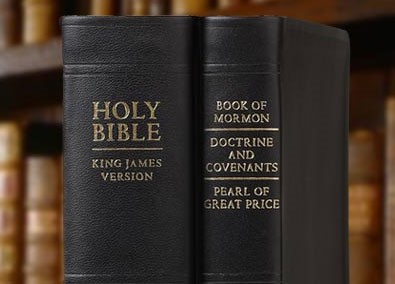 HOLY
BIBLE
KING JAMES
VERSION
BOOK OF
MORMON
DOCTRINE
AND
COVENANTS
PEARL OF
GREAT PRICE